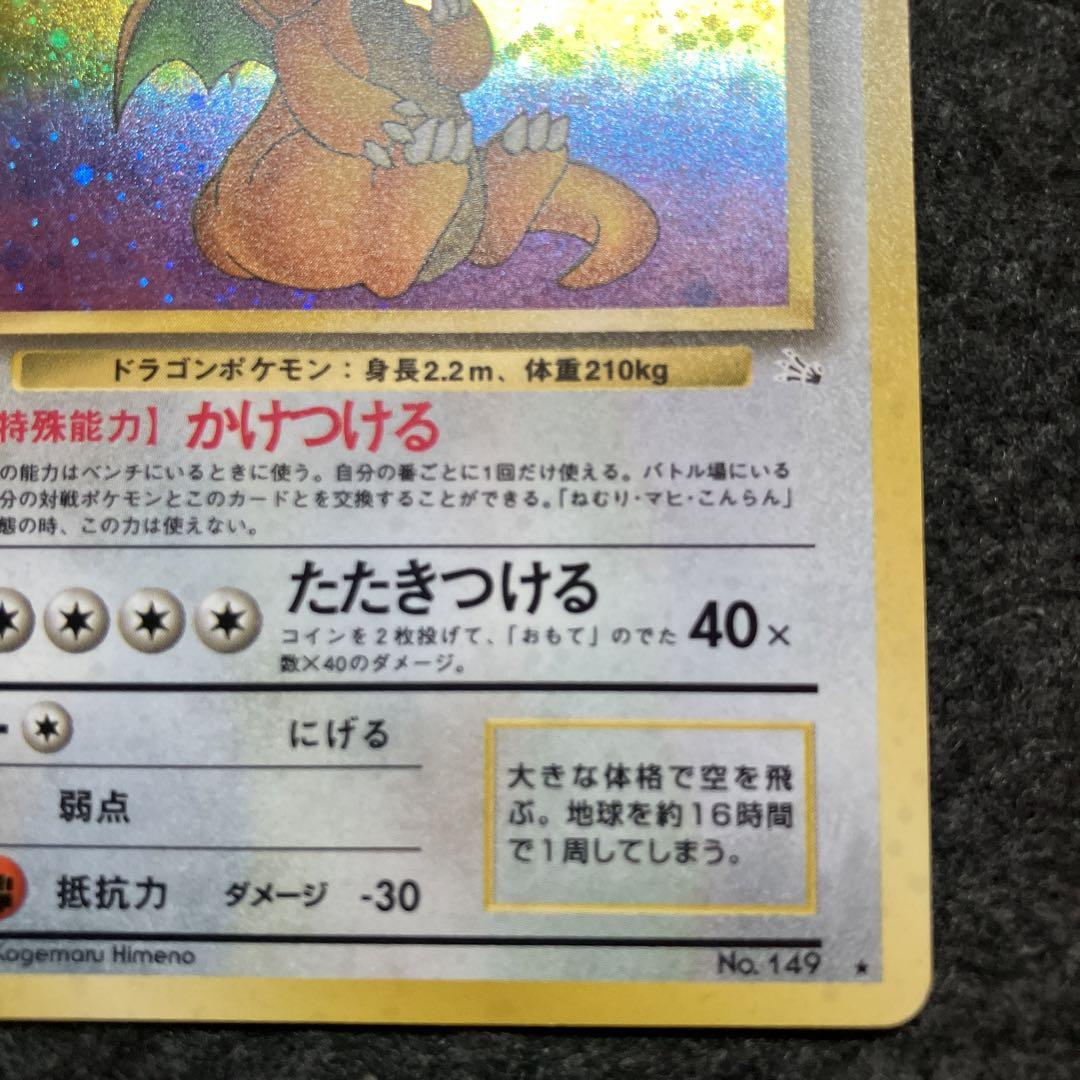 ドラゴンポケモン：身長2.2m、体重210kg
特殊能力】 かけつける
の能力はベンチにいるときに使う。自分の番ごとに1回だけ使える。バトル場にいる
分の対戦ポケモンとこのカードとを交換することができる。「ねむり・マヒ・こんらん」
態の時、この力は使えない。
たたきつける
コインを２枚投げて、「おもて」のでた
数×40のダメージ。
40×
にげる
弱点
抵抗力 ダメージ -30
大きな体格で空を飛
ぶ。地球を約16時間
で1周してしまう。
Kagemaru Himeno
No. 149 ★